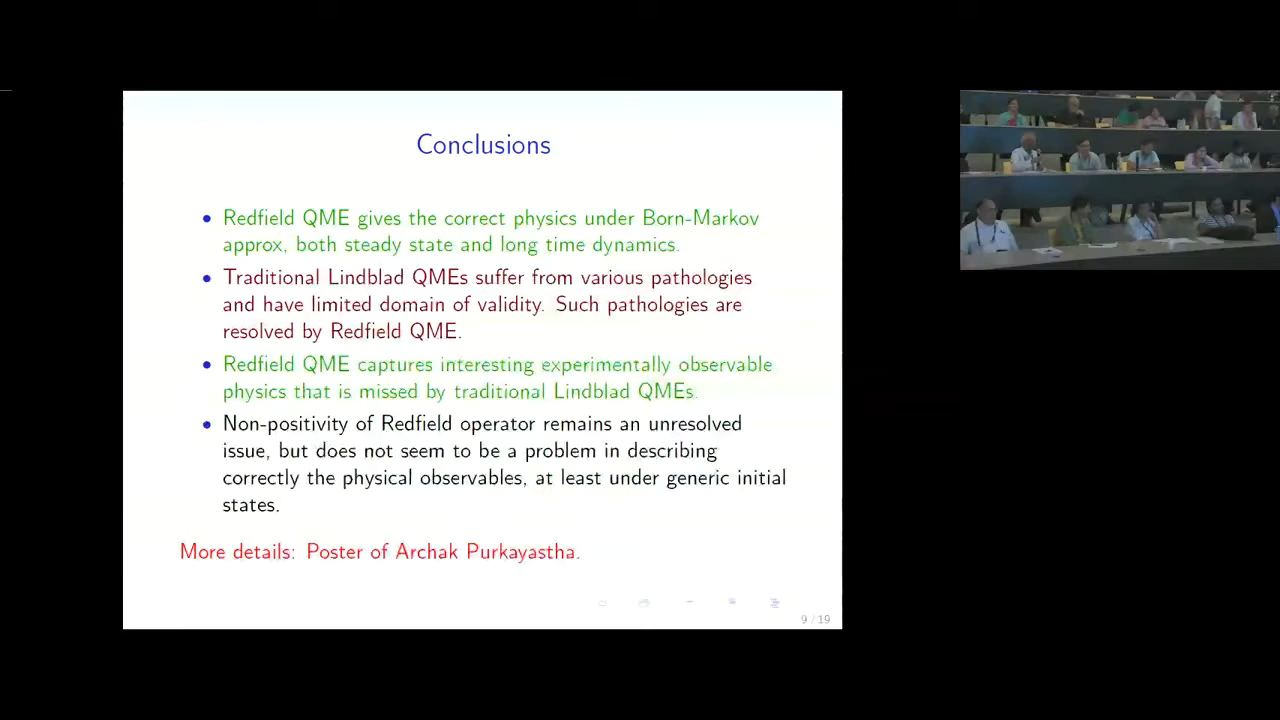 Conclusions
• Redfield QME gives the correct physics under Born-Markov
approx, both steady state and long time dynamics.
• Traditional Lindblad QMEs suffer from various pathologies
and have limited domain of validity. Such pathologies are
resolved by Redfield QME.
• Redfield QME captures interesting experimentally observable
physics that is missed by traditional Lindblad QMEs.
• Non-positivity of Redfield operator remains an unresolved
issue, but does not seem to be a problem in describing
correctly the physical observables, at least under generic initial
states.
More details: Poster of Archak Purkayastha.
9 / 19